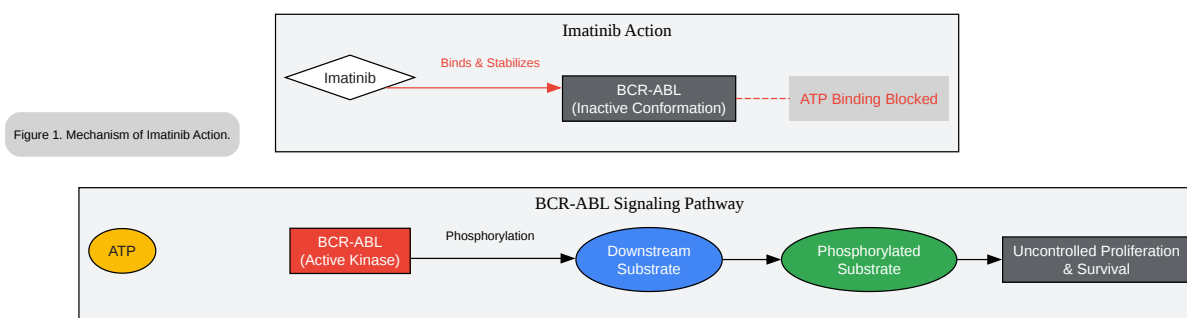 Imatinib Action
Imatinib
Binds & Stabilizes
BCR-ABL
(Inactive Conformation)
ATP Binding Blocked
Figure 1. Mechanism of Imatinib Action.
BCR-ABL Signaling Pathway
ATP
BCR-ABL
(Active Kinase)
Phosphorylation
Downstream
Substrate
Phosphorylated
Substrate
Uncontrolled Proliferation
& Survival